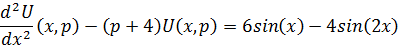 d²U/dx² (x,p) − (p + 4)U(x,p) = 6sin(x) − 4sin(2x)